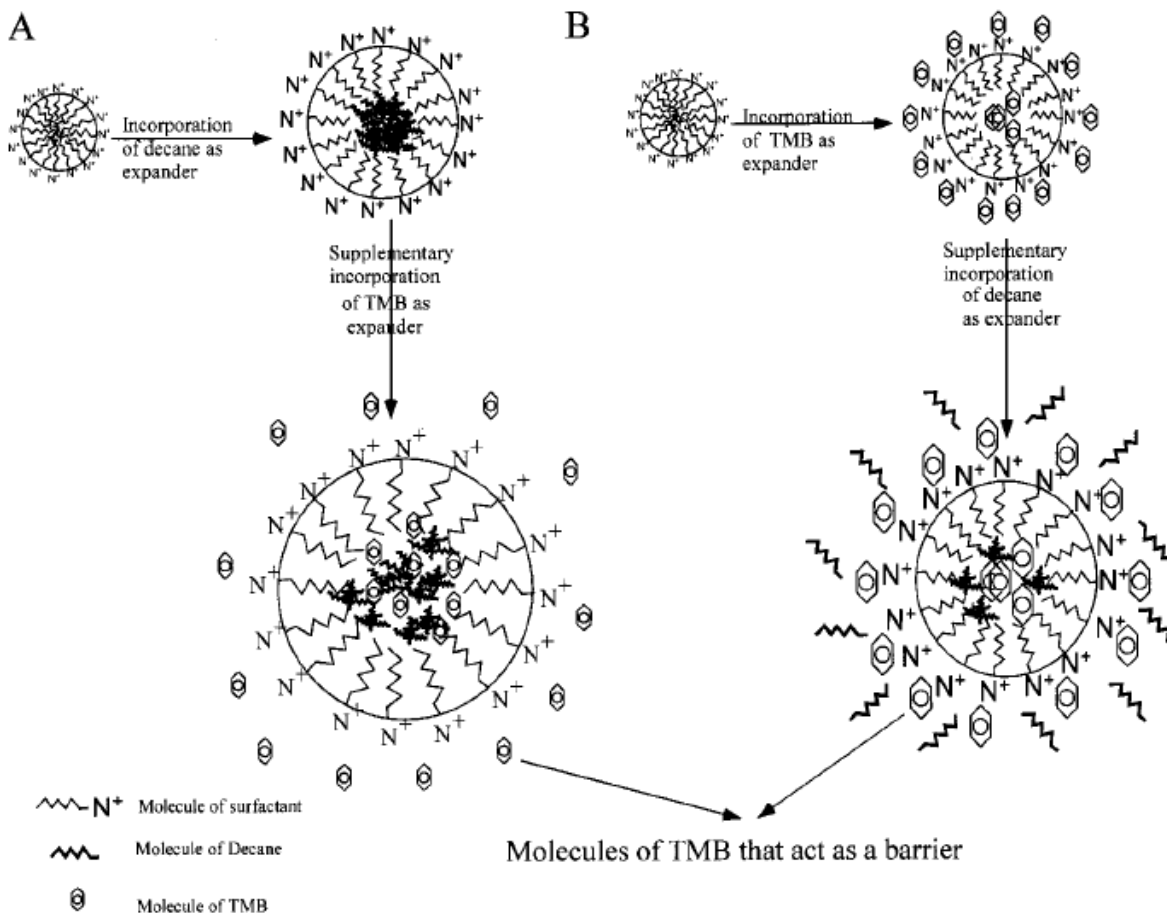 A
B
Incorporation
of decane as
expander
Incorporation
of TMB as
expander
Supplementary
incorporation
of TMB as
expander
Supplementary
incorporation
of decane
as expander
N⁺ Molecule of surfactant
Molecule of Decane
Molecule of TMB
Molecules of TMB that act as a barrier